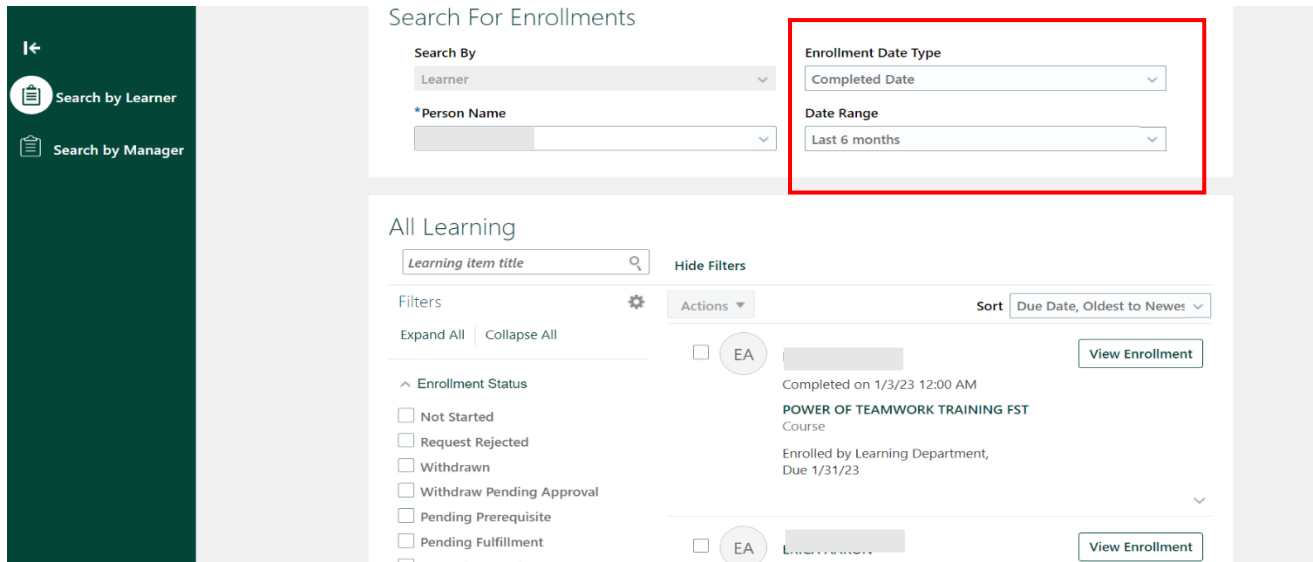 Search For Enrollments
Search by Learner
Search by Manager
Search By
Learner
*Person Name
Enrollment Date Type
Completed Date
Date Range
Last 6 months
All Learning
Learning item title
Hide Filters
Filters
Expand All
Collapse All
Enrollment Status
Not Started
Request Rejected
Withdrawn
Withdraw Pending Approval
Pending Prerequisite
Pending Fulfillment
Actions
Sort Due Date, Oldest to Newes
EA
View Enrollment
Completed on 1/3/23 12:00 AM
POWER OF TEAMWORK TRAINING FST
Course
Enrolled by Learning Department,
Due 1/31/23
EA
View Enrollment